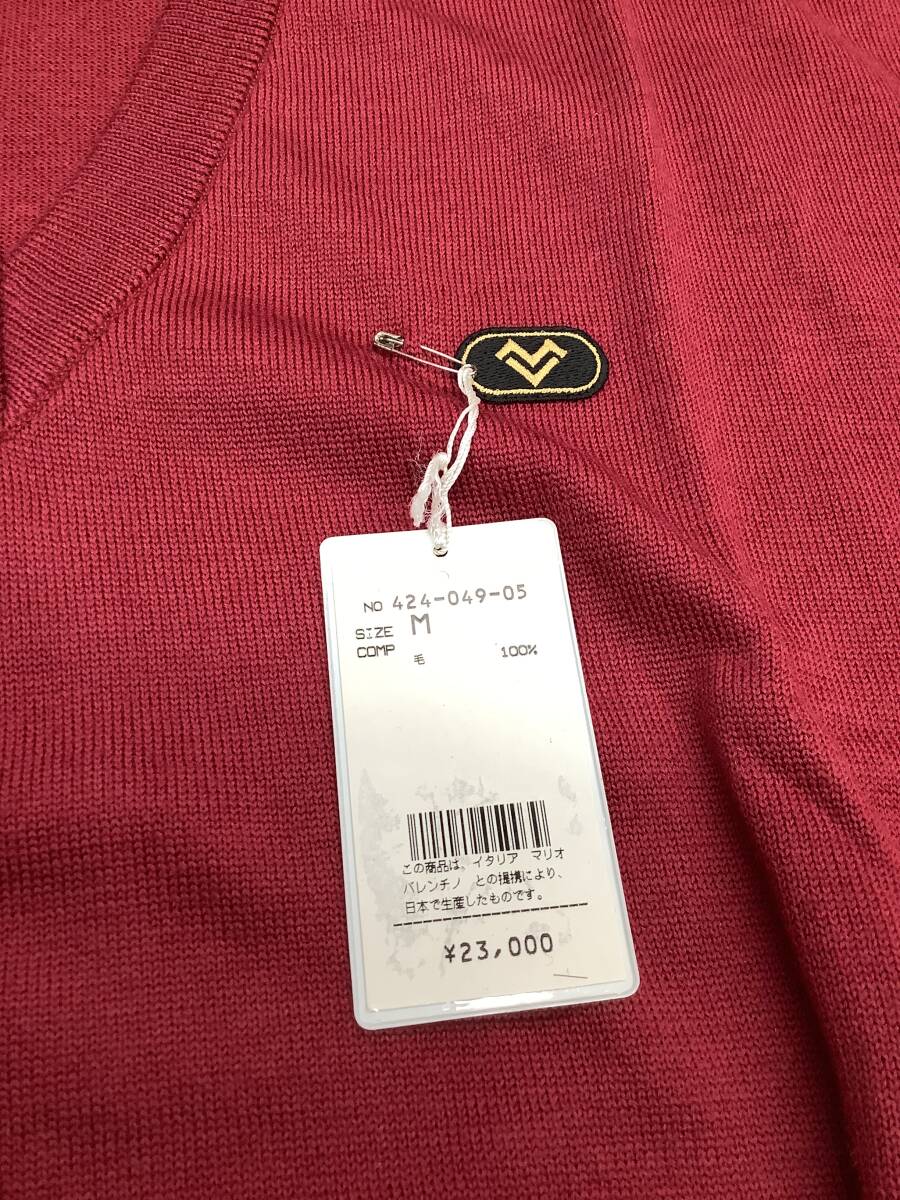 NO 424-049-05
SIZE M
COMP 毛 100%
この商品は、イタリア マリオ
バレンチノ との提携により、
日本で生産したものです。
¥23,000